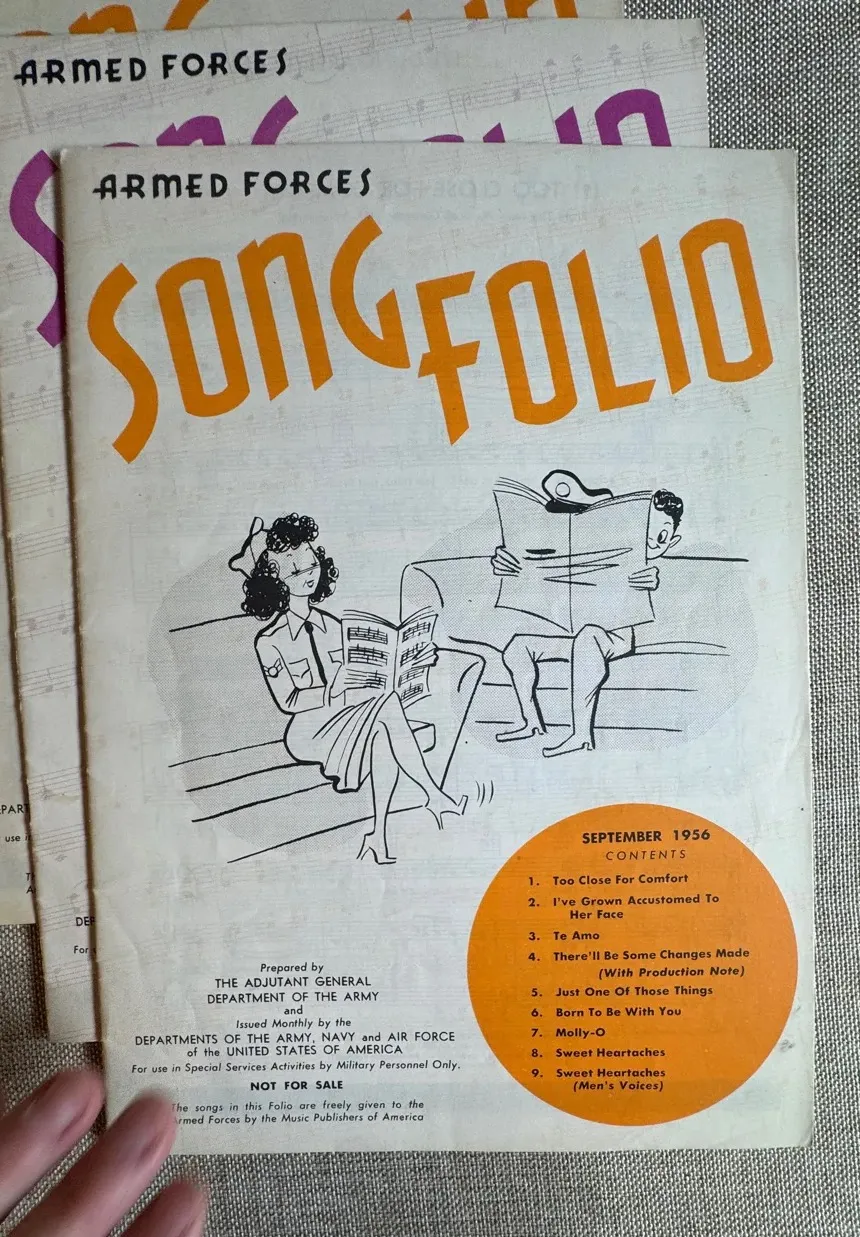 ARMED FORCES
ARMED FORCES
SONG FOLIO
SEPTEMBER 1956
CONTENTS
1. Too Close For Comfort
2. I've Grown Accustomed To
Her Face
3. Te Amo
4. There'll Be Some Changes Made
(With Production Note)
5. Just One Of Those Things
6. Born To Be With You
7. Molly-O
8. Sweet Heartaches
9. Sweet Heartaches
(Men's Voices)
Prepared by
THE ADJUTANT GENERAL
DEPARTMENT OF THE ARMY
and
Issued Monthly by the
DEPARTMENTS OF THE ARMY, NAVY and AIR FORCE
of the UNITED STATES OF AMERICA
For use in Special Services Activities by Military Personnel Only.
NOT FOR SALE
The songs in this Folio are freely given to the
Armed Forces by the Music Publishers of America